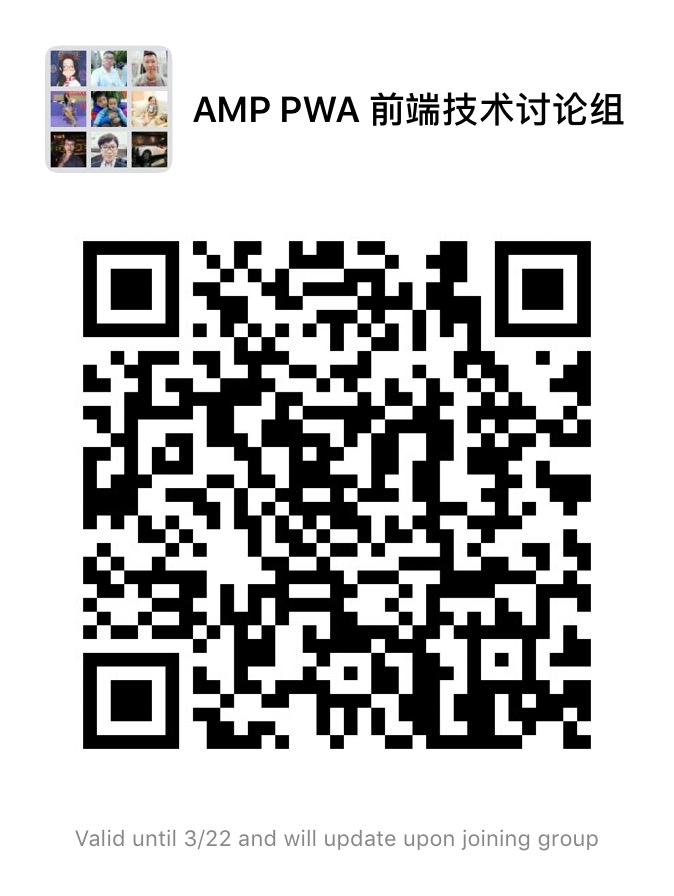 AMP PWA 前端技术讨论组
Valid until 3/22 and will update upon joining group